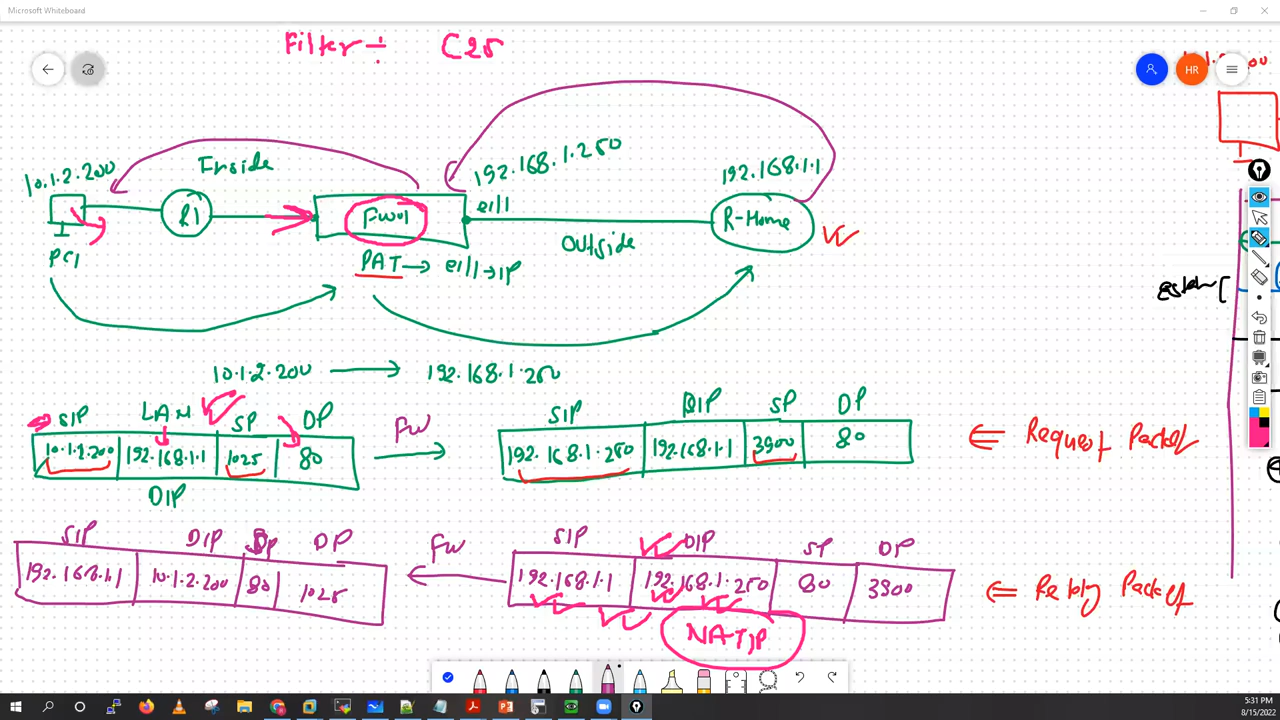 Microsoft Whiteboard
Filter ÷ C2S
HR
10.1.2.200 Inside 192.168.1.250 192.168.1.1
R1 FW1 e1/1 R-Home
PC1 PAT → e1/1 → IP Outside
10.1.2.200 → 192.168.1.250
SIP LAN SP DP
10.1.2.200 192.168.1.1 1025 80
DIP
FW
SIP DIP SP DP
192.168.1.250 192.168.1.1 3900 80
⇐ Request Packet
SIP DIP SP DP
192.168.1.1 10.1.2.200 80 1025
FW
SIP DIP SP DP
192.168.1.1 192.168.1.250 80 3900
NAT IP
5:31 PM
8/15/2022